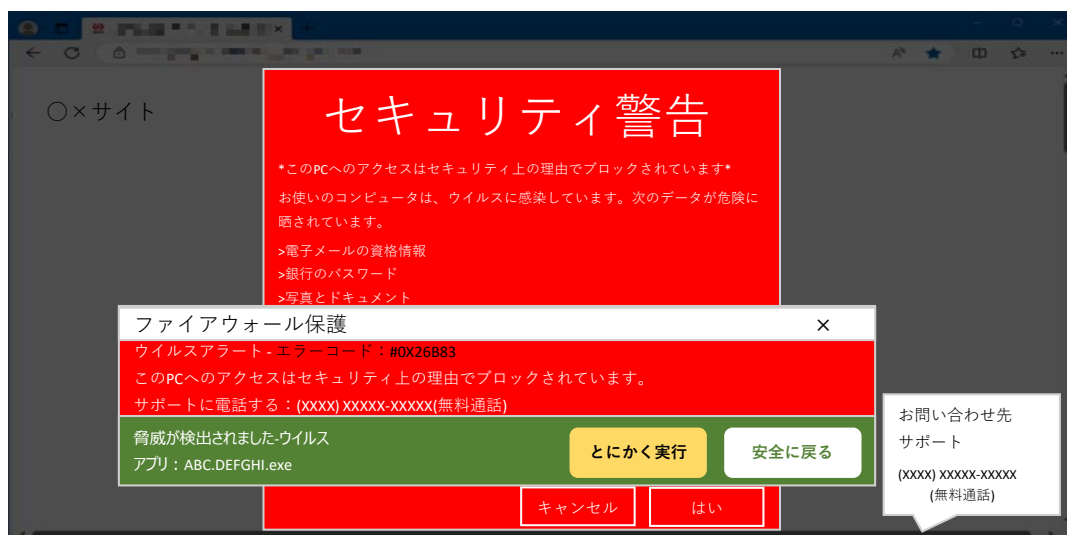 〇×サイト
セキュリティ警告
*このPCへのアクセスはセキュリティ上の理由でブロックされています*
お使いのコンピュータは、ウイルスに感染しています。次のデータが危険に
晒されています。
>電子メールの資格情報
>銀行のパスワード
>写真とドキュメント
ファイアウォール保護
×
ウイルスアラート - エラーコード：#0X26B83
このPCへのアクセスはセキュリティ上の理由でブロックされています。
サポートに電話する：(XXXX) XXXXX-XXXXX(無料通話)
脅威が検出されました-ウイルス
アプリ：ABC.DEFGHI.exe
とにかく実行
安全に戻る
キャンセル
はい
お問い合わせ先
サポート
(XXXX) XXXXX-XXXXX
(無料通話)